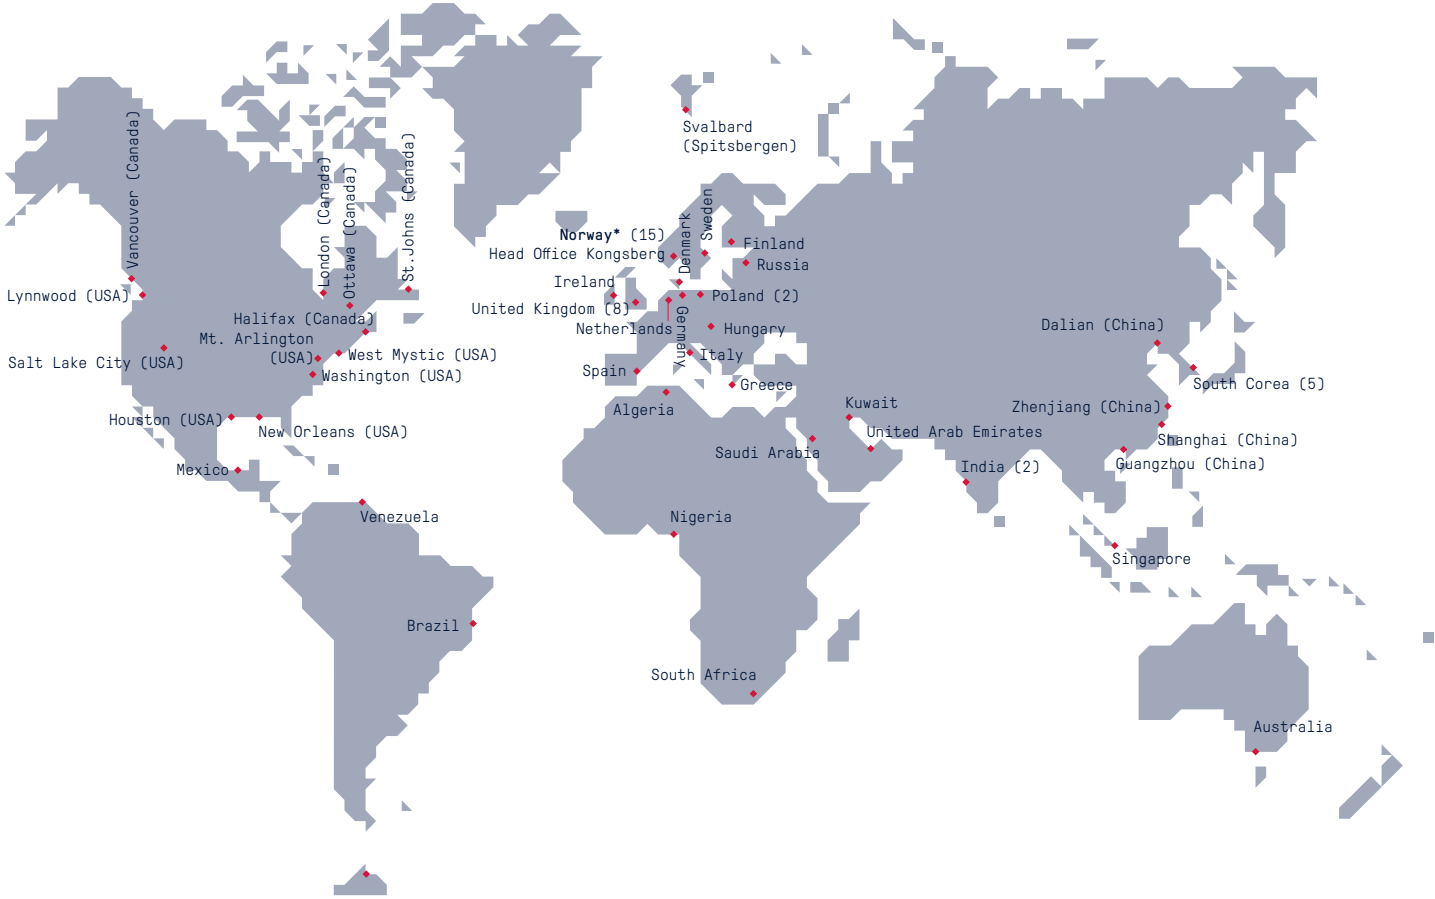 Vancouver (Canada)
London (Canada)
Ottawa (Canada)
St.Johns (Canada)
Lynnwood (USA)
Halifax (Canada)
Mt. Arlington
(USA)
West Mystic (USA)
Salt Lake City (USA)
Washington (USA)
Houston (USA)
New Orleans (USA)
Mexico
Venezuela
Brazil
Svalbard
(Spitsbergen)
Norway* (15)
Head Office Kongsberg
Denmark
Sweden
Finland
Russia
Ireland
United Kingdom (8)
Poland (2)
Netherlands
Germany
Hungary
Italy
Spain
Greece
Algeria
Kuwait
United Arab Emirates
Saudi Arabia
Nigeria
South Africa
India (2)
Dalian (China)
South Corea (5)
Zhenjiang (China)
Shanghai (China)
Guangzhou (China)
Singapore
Australia